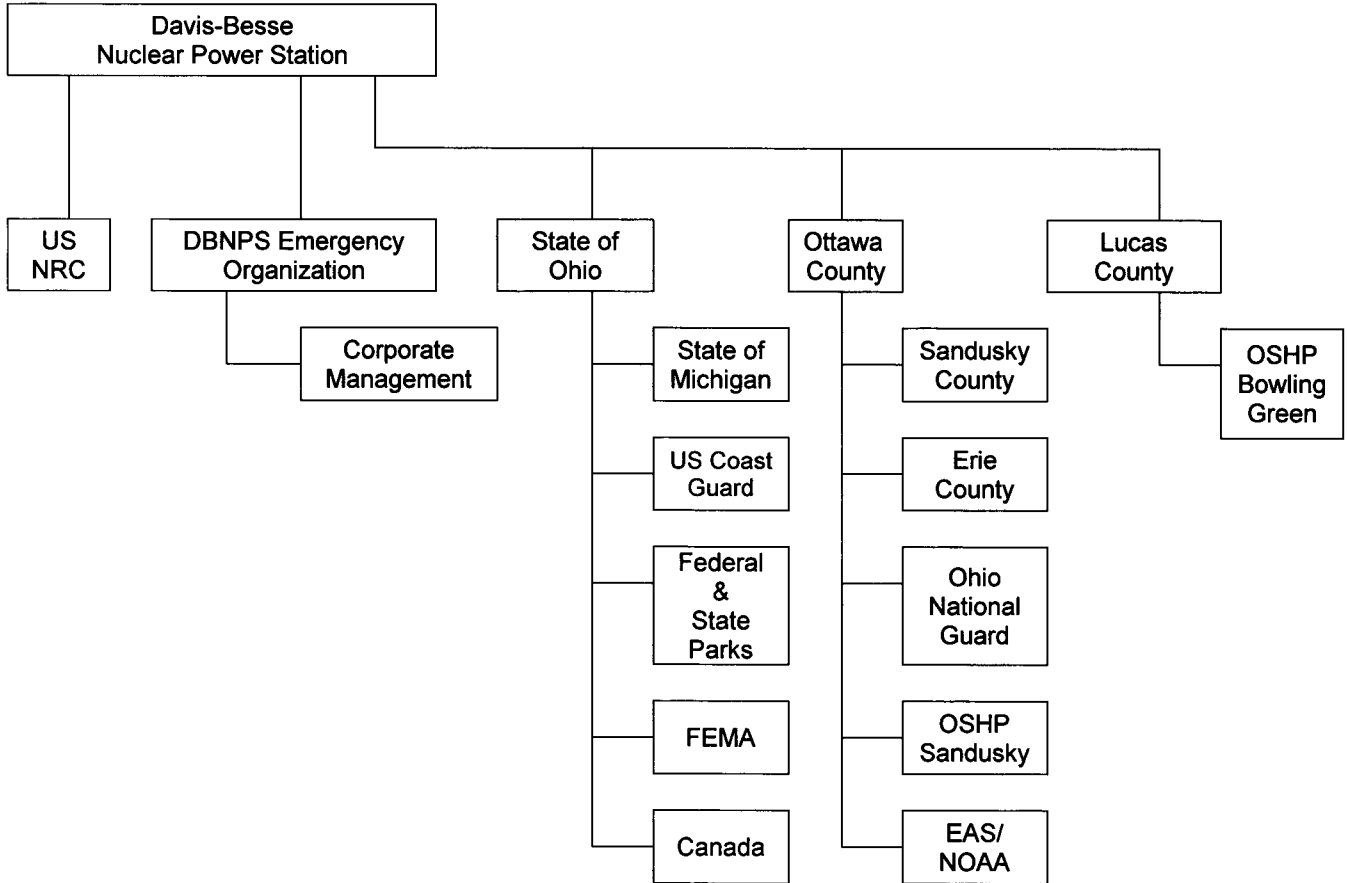 Davis-Besse
Nuclear Power Station
US
NRC
DBNPS Emergency
Organization
State of
Ohio
Ottawa
County
Lucas
County
Corporate
Management
State of
Michigan
US Coast
Guard
Federal
&
State
Parks
FEMA
Canada
Sandusky
County
Erie
County
Ohio
National
Guard
OSHP
Sandusky
EAS/
NOAA
OSHP
Bowling
Green